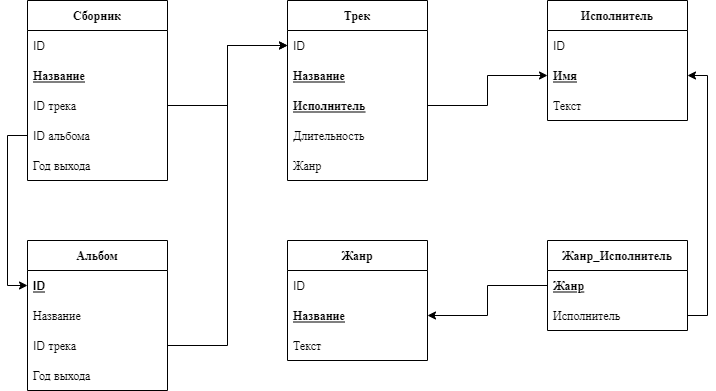 Сборник
ID
Название
ID трека
ID альбома
Год выхода
Трек
ID
Название
Исполнитель
Длительность
Жанр
Исполнитель
ID
Имя
Текст
Альбом
ID
Название
ID трека
Год выхода
Жанр
ID
Название
Текст
Жанр_Исполнитель
Жанр
Исполнитель